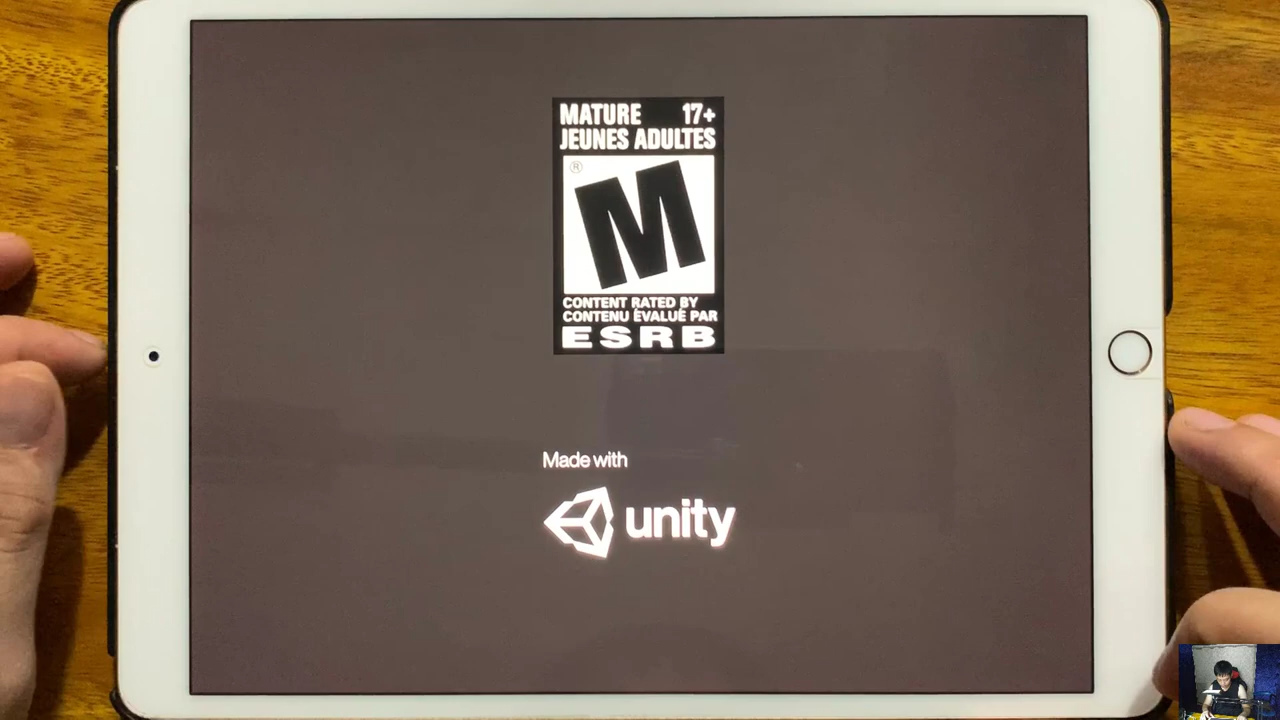 MATURE 17+
JEUNES ADULTES
®
M
CONTENT RATED BY
CONTENU ÉVALUÉ PAR
ESRB
Made with
unity